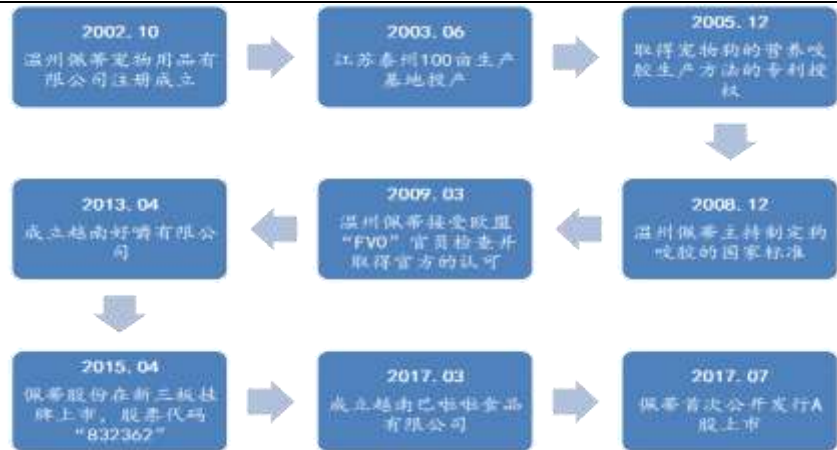 2002.10
温州佩蒂宠物用品有
限公司注册成立
2003.06
江苏泰州100亩生产
基地投产
2005.12
取得宠物狗的营养咬
胶生产方法的专利授
权
2008.12
温州佩蒂主持制定狗
咬胶的国家标准
2009.03
温州佩蒂接受欧盟
“FVO”官员检查并
取得官方的认可
2013.04
成立越南好嚼有限公
司
2015.04
佩蒂股份在新三板挂
牌上市，股票代码
“832362”
2017.03
成立越南巴啦啦食品
有限公司
2017.07
佩蒂首次公开发行A
股上市